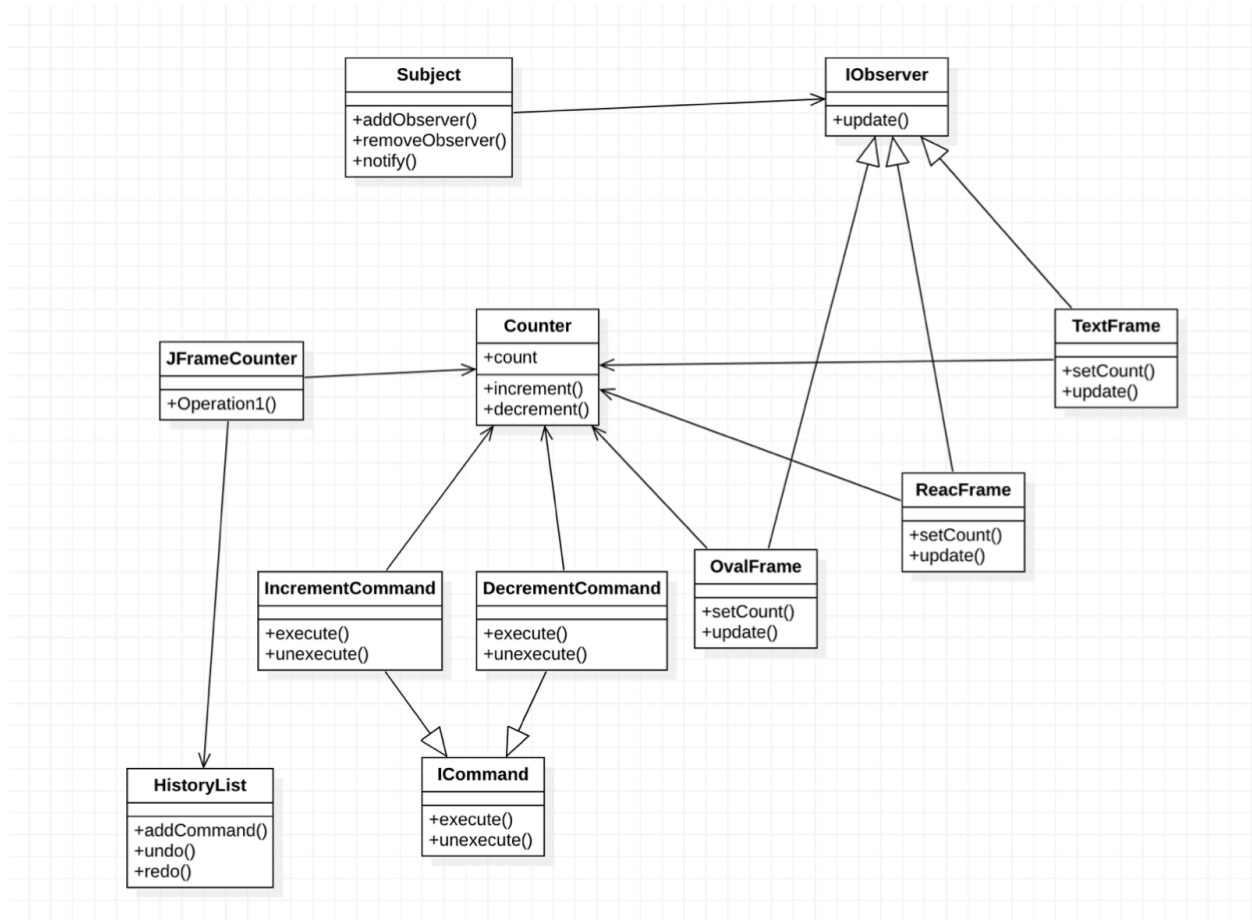 Subject
+addObserver()
+removeObserver()
+notify()
IObserver
+update()
JFrameCounter
+Operation1()
Counter
+count
+increment()
+decrement()
TextFrame
+setCount()
+update()
ReacFrame
+setCount()
+update()
OvalFrame
+setCount()
+update()
IncrementCommand
+execute()
+unexecute()
DecrementCommand
+execute()
+unexecute()
HistoryList
+addCommand()
+undo()
+redo()
ICommand
+execute()
+unexecute()